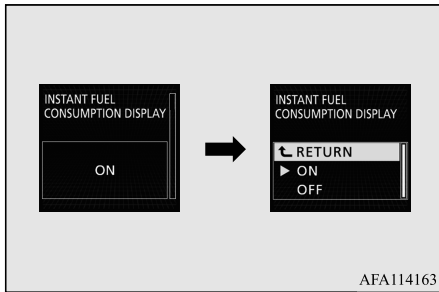 INSTANT FUEL
CONSUMPTION DISPLAY
ON
INSTANT FUEL
CONSUMPTION DISPLAY
RETURN
ON
OFF
AFA114163